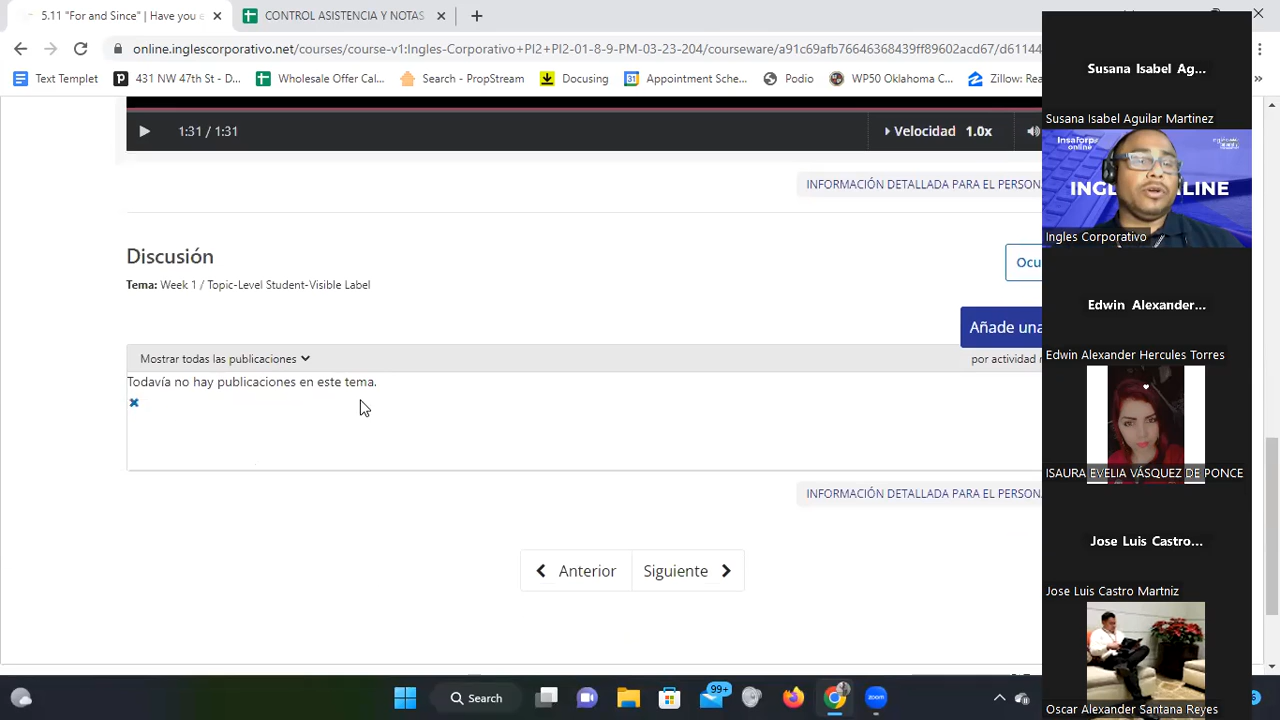 5.11 "For and Since" | Have you e
CONTROL ASISTENCIA Y NOTAS
online.inglescorporativo.net/courses/course-v1:Ingles-Corporativo+PI2+PI2-01-8-9-PM-03-23-204/courseware/a91c69afb76646368439ff89602acd67/d61144
Text Templet
431 NW 47th St - D...
Wholesale Offer Cal...
Search - PropStream
Docusing
Appointment Sche...
Podio
WP50 Oklahoma C...
Zillow: Rea
1:31 / 1:31
Velocidad 1.0x
INFORMACIÓN DETALLADA PARA EL PERSON
Discusión
Ocu
Tema: Week 1 / Topic-Level Student-Visible Label
Añade una
Mostrar todas las publicaciones
por actividad
Todavía no hay publicaciones en este tema.
INFORMACIÓN DETALLADA PARA EL PERSON
Anterior
Siguiente
Search
99+
zoom
Susana Isabel Ag...
Susana Isabel Aguilar Martinez
Insaforp
online
Ingles Corporativo
Edwin Alexander...
Edwin Alexander Hercules Torres
ISAURA EVELIA VÁSQUEZ DE PONCE
Jose Luis Castro...
Jose Luis Castro Martniz
Oscar Alexander Santana Reyes